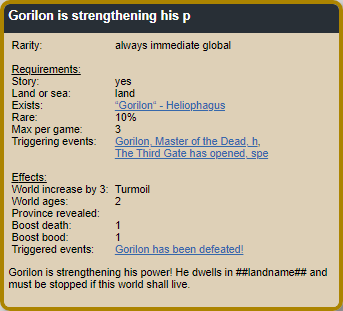 Gorilon is strengthening his p
Rarity: always immediate global
Requirements:
Story: yes
Land or sea: land
Exists: "Gorilon" - Heliophagus
Rare: 10%
Max per game: 3
Triggering events: Gorilon, Master of the Dead, h,
The Third Gate has opened, spe
Effects:
World increase by 3: Turmoil
World ages: 2
Province revealed:
Boost death: 1
Boost bood: 1
Triggered events: Gorilon has been defeated!
Gorilon is strengthening his power! He dwells in ##landname## and
must be stopped if this world shall live.